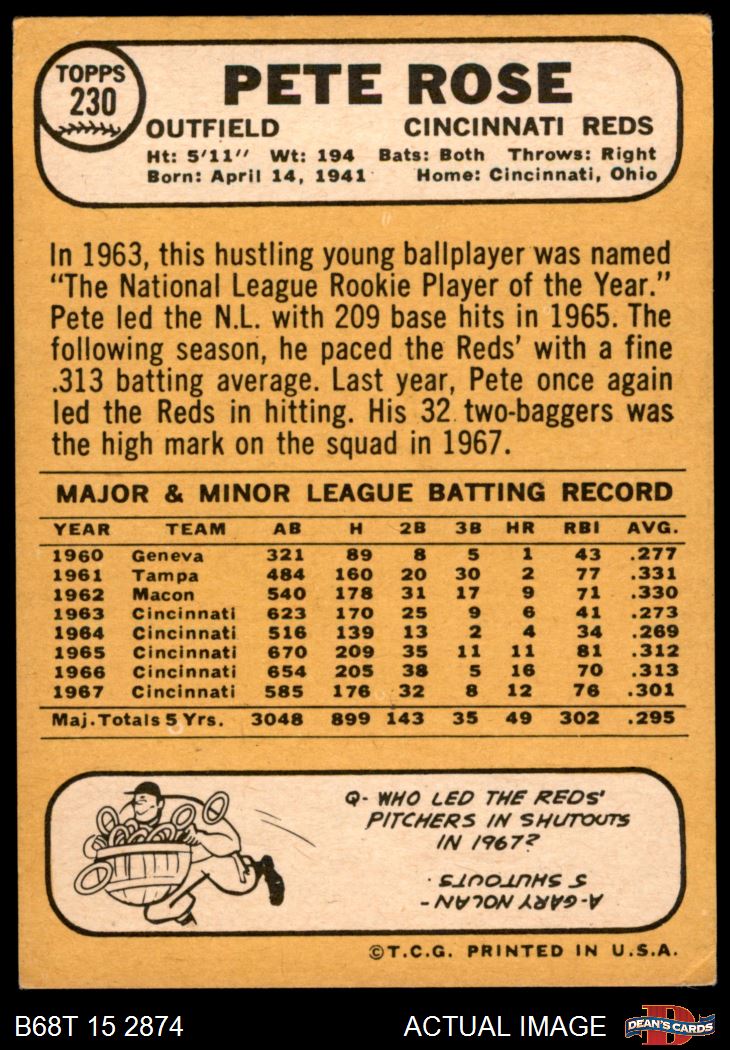 TOPPS
230
PETE ROSE
OUTFIELD CINCINNATI REDS
Ht: 5'11" Wt: 194 Bats: Both Throws: Right
Born: April 14, 1941 Home: Cincinnati, Ohio
In 1963, this hustling young ballplayer was named
“The National League Rookie Player of the Year.”
Pete led the N.L. with 209 base hits in 1965. The
following season, he paced the Reds’ with a fine
.313 batting average. Last year, Pete once again
led the Reds in hitting. His 32 two-baggers was
the high mark on the squad in 1967.
MAJOR & MINOR LEAGUE BATTING RECORD
YEAR TEAM AB H 2B 3B HR RBI AVG.
1960 Geneva 321 89 8 5 1 43 .277
1961 Tampa 484 160 20 30 2 77 .331
1962 Macon 540 178 31 17 9 71 .330
1963 Cincinnati 623 170 25 9 6 41 .273
1964 Cincinnati 516 139 13 2 4 34 .269
1965 Cincinnati 670 209 35 11 11 81 .312
1966 Cincinnati 654 205 38 5 16 70 .313
1967 Cincinnati 585 176 32 8 12 76 .301
Maj. Totals 5 Yrs. 3048 899 143 35 49 302 .295
Q- WHO LED THE REDS'
PITCHERS IN SHUTOUTS
IN 1967?
A-GARY NOLAN -
5 SHUTOUTS.
©T.C.G. PRINTED IN U.S.A.
B68T 15 2874 ACTUAL IMAGE
D
DEAN'S CARDS